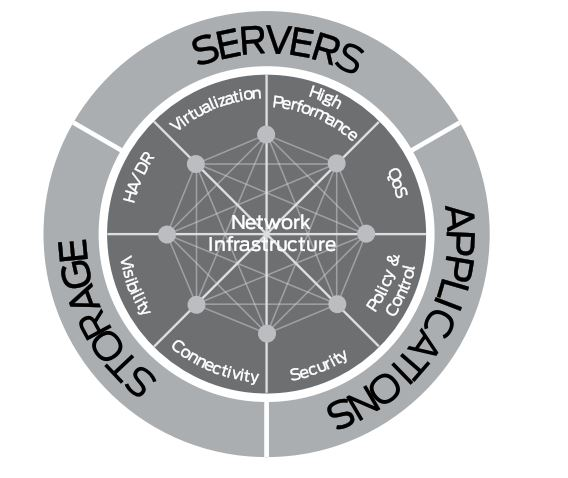 SERVERS
High
Performance
Virtualization
QoS
HA/DR
Network
Infrastructure
APPLICATIONS
STORAGE
Policy &
Control
Visibility
Connectivity
Security